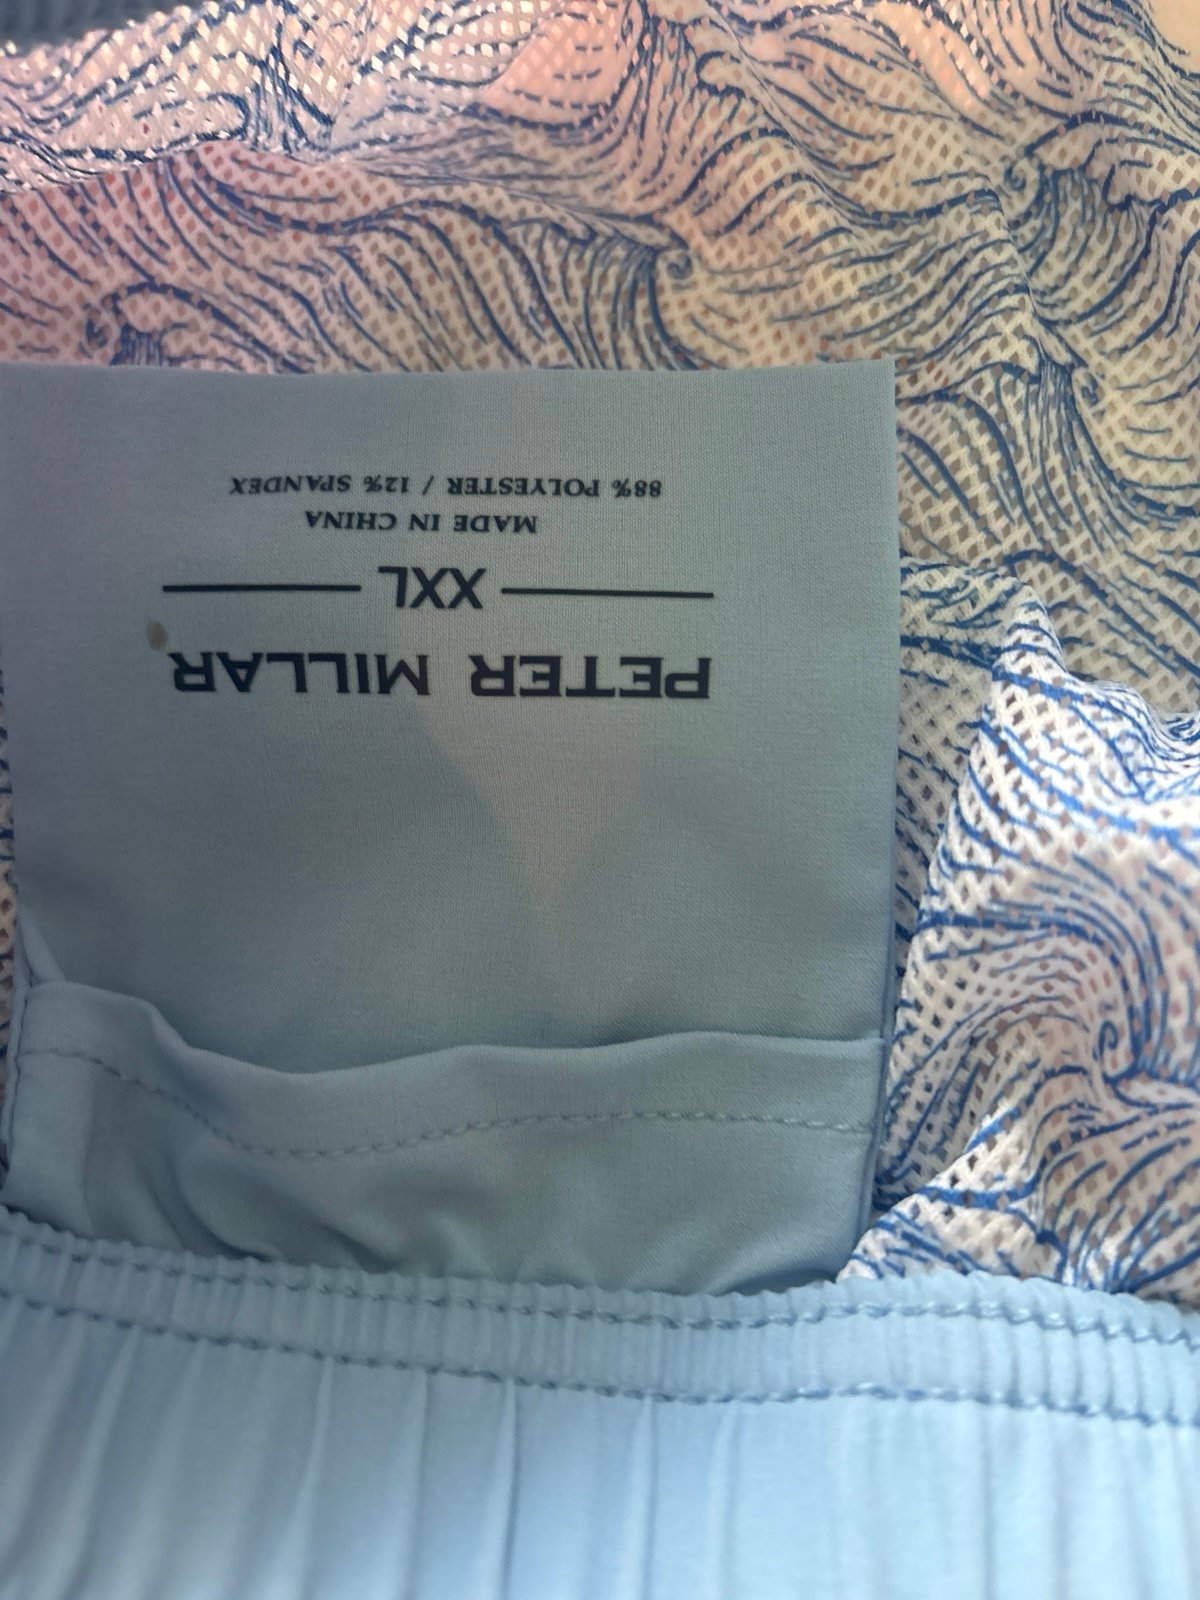 PETER MILLAR
XXL
MADE IN CHINA
88% POLYESTER / 12% SPANDEX